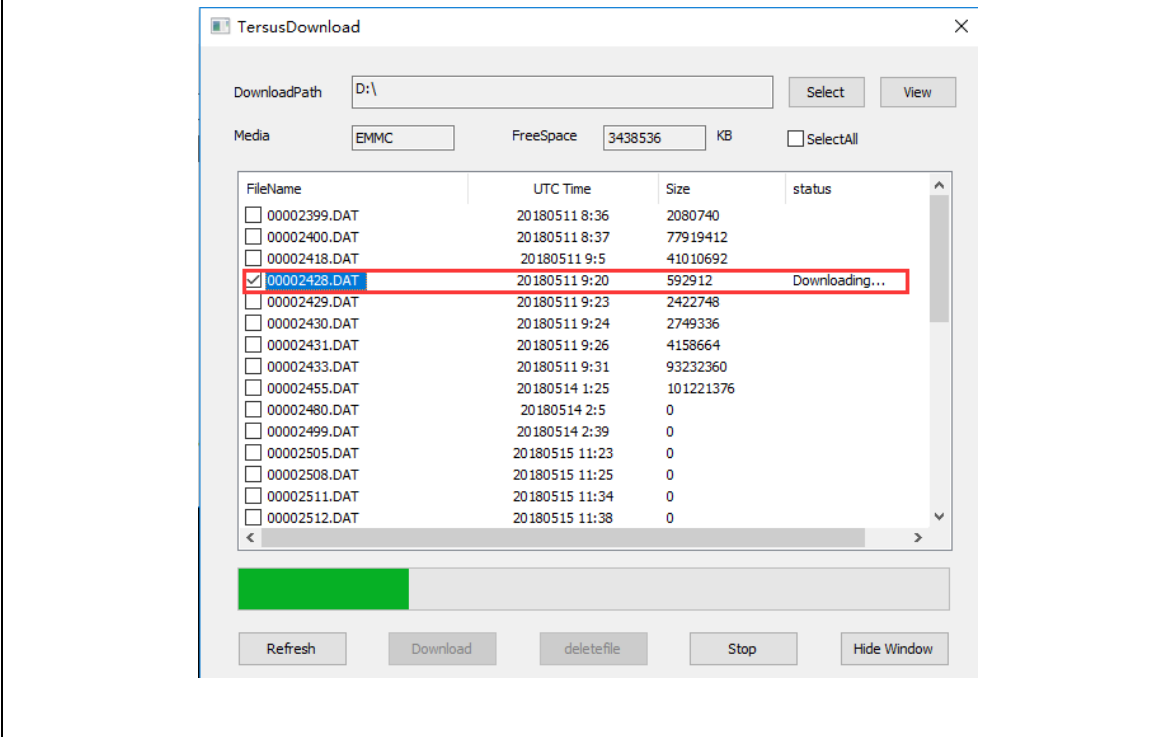 TersusDownload
DownloadPath D:\ Select View
Media EMMC FreeSpace 3438536 KB SelectAll
FileName UTC Time Size status
00002399.DAT 20180511 8:36 2080740
00002400.DAT 20180511 8:37 77919412
00002418.DAT 20180511 9:5 41010692
00002428.DAT 20180511 9:20 592912 Downloading...
00002429.DAT 20180511 9:23 2422748
00002430.DAT 20180511 9:24 2749336
00002431.DAT 20180511 9:26 4158664
00002433.DAT 20180511 9:31 93232360
00002455.DAT 20180514 1:25 101221376
00002480.DAT 20180514 2:5 0
00002499.DAT 20180514 2:39 0
00002505.DAT 20180515 11:23 0
00002508.DAT 20180515 11:25 0
00002511.DAT 20180515 11:34 0
00002512.DAT 20180515 11:38 0
Refresh Download deletefile Stop Hide Window